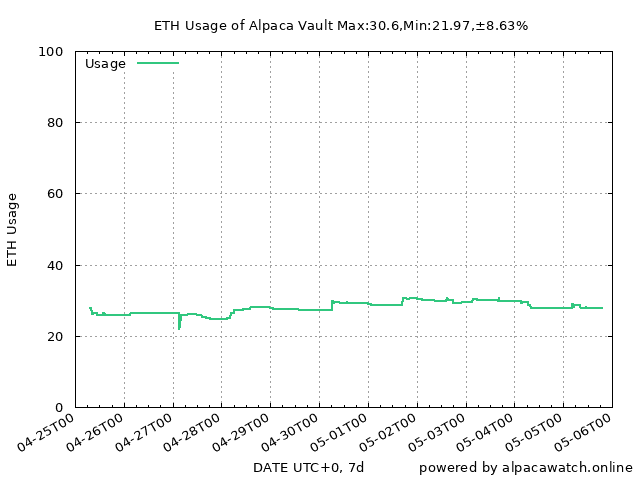 ETH Usage of Alpaca Vault Max:30.6,Min:21.97,±8.63%
Usage
100
80
60
40
20
0
ETH Usage
04-25T00
04-26T00
04-27T00
04-28T00
04-29T00
04-30T00
05-01T00
05-02T00
05-03T00
05-04T00
05-05T00
05-06T00
DATE UTC+0, 7d
powered by alpacawatch.online